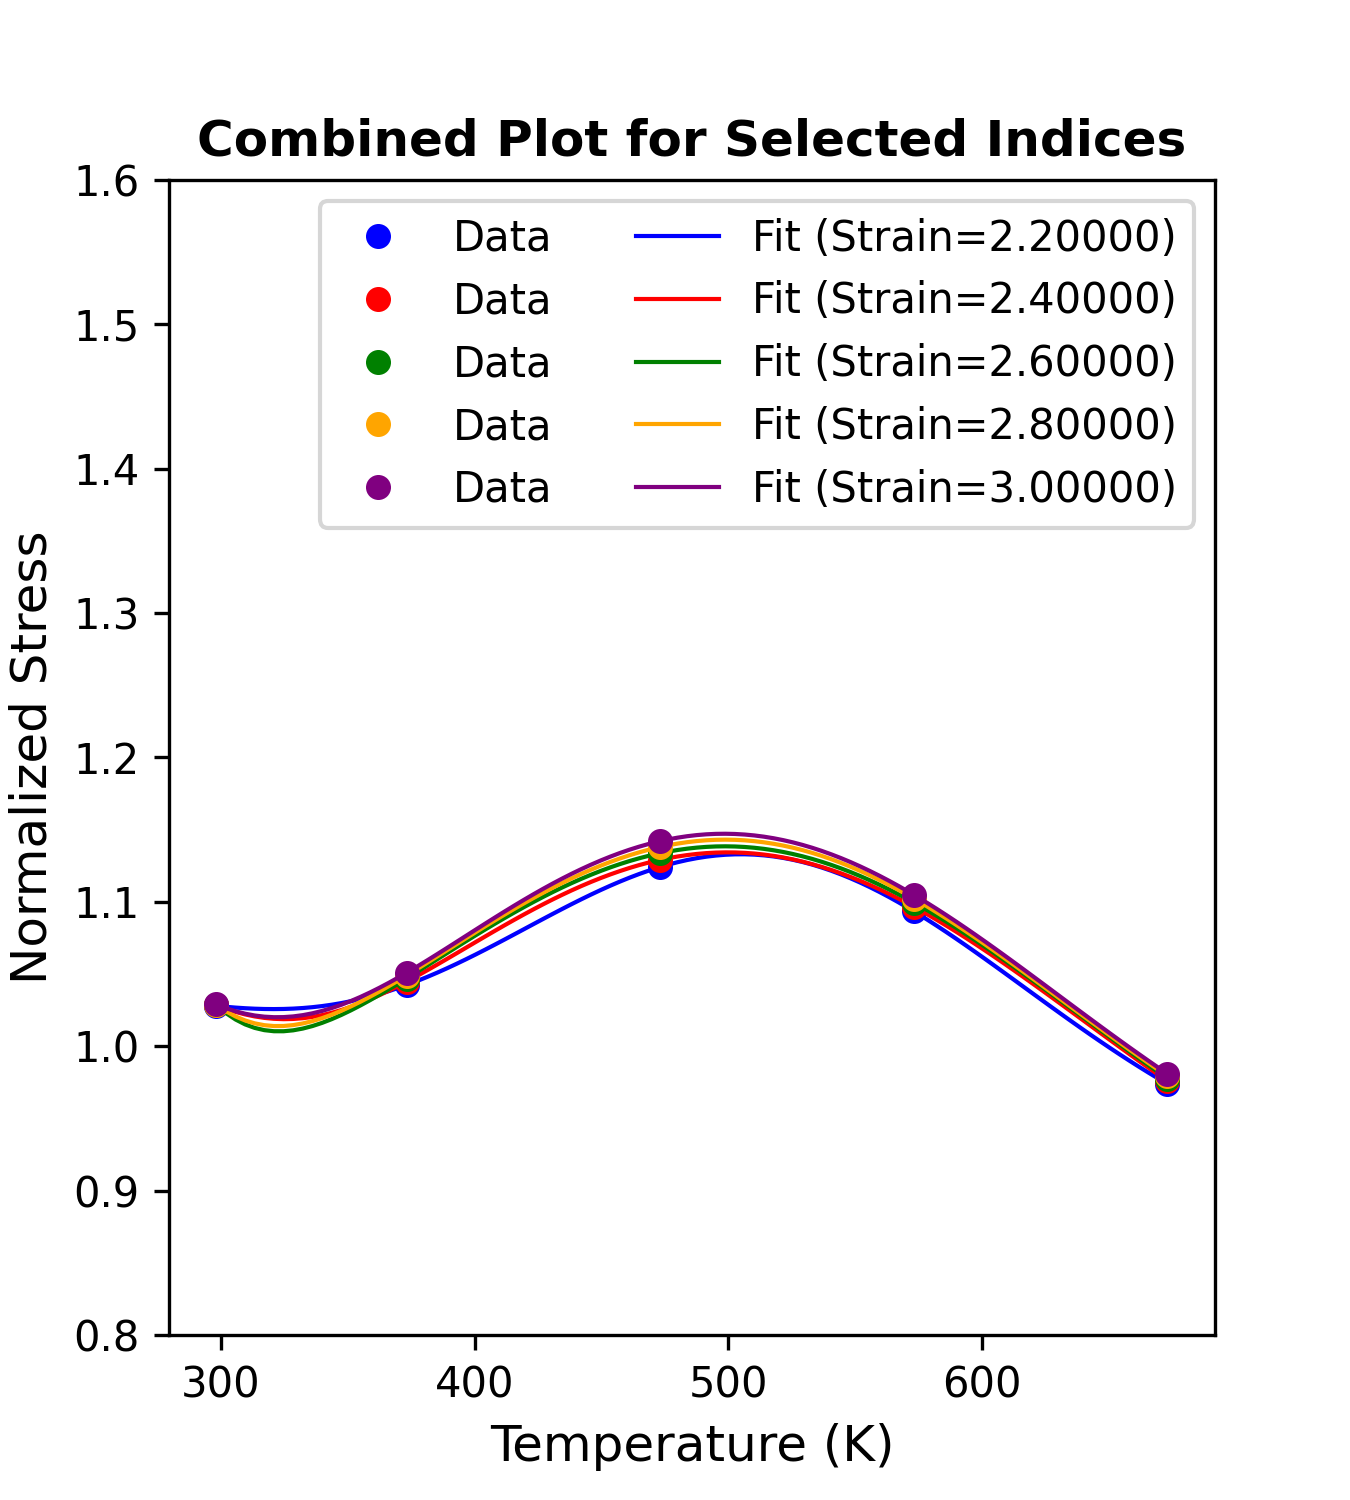 Combined Plot for Selected Indices
1.6
1.5
1.4
1.3
1.2
1.1
1.0
0.9
0.8
Normalized Stress
Data Fit (Strain=2.20000)
Data Fit (Strain=2.40000)
Data Fit (Strain=2.60000)
Data Fit (Strain=2.80000)
Data Fit (Strain=3.00000)
300 400 500 600
Temperature (K)